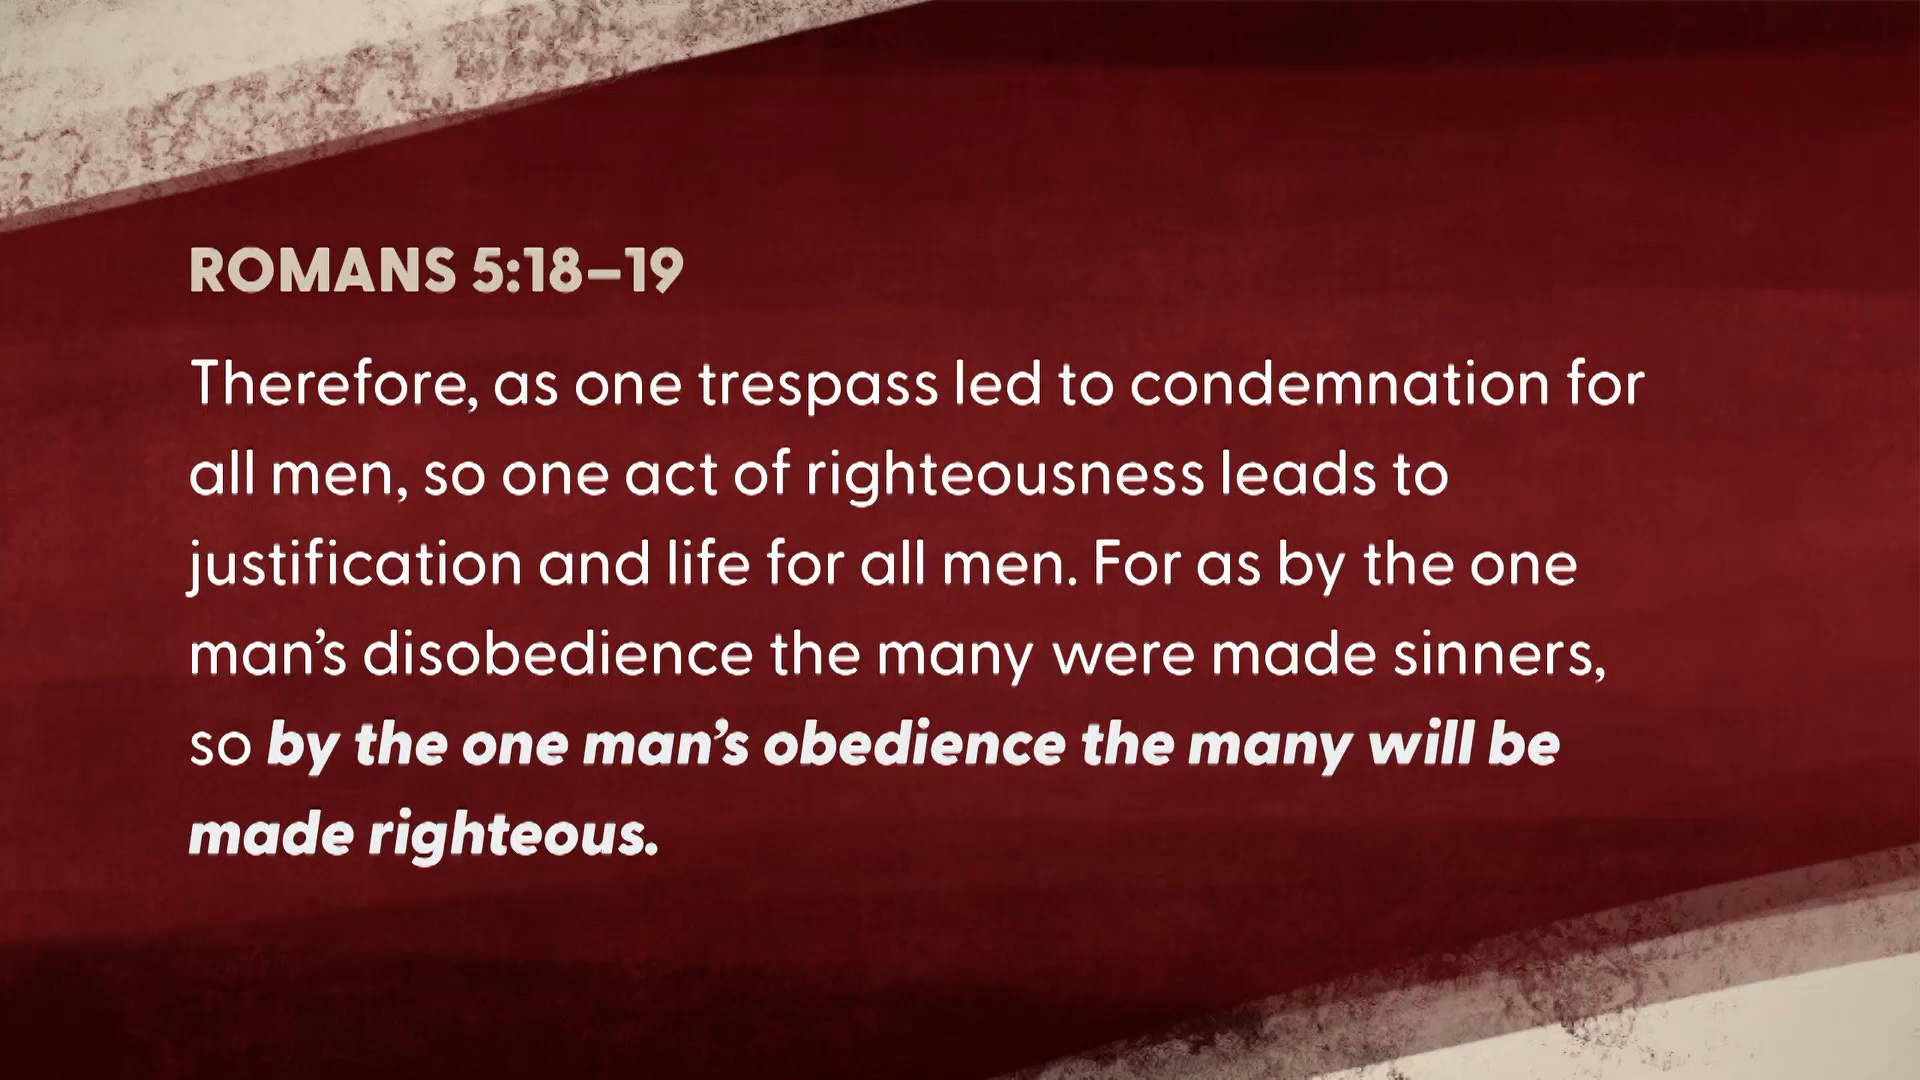 ROMANS 5:18–19
Therefore, as one trespass led to condemnation for
all men, so one act of righteousness leads to
justification and life for all men. For as by the one
man’s disobedience the many were made sinners,
so by the one man’s obedience the many will be
made righteous.